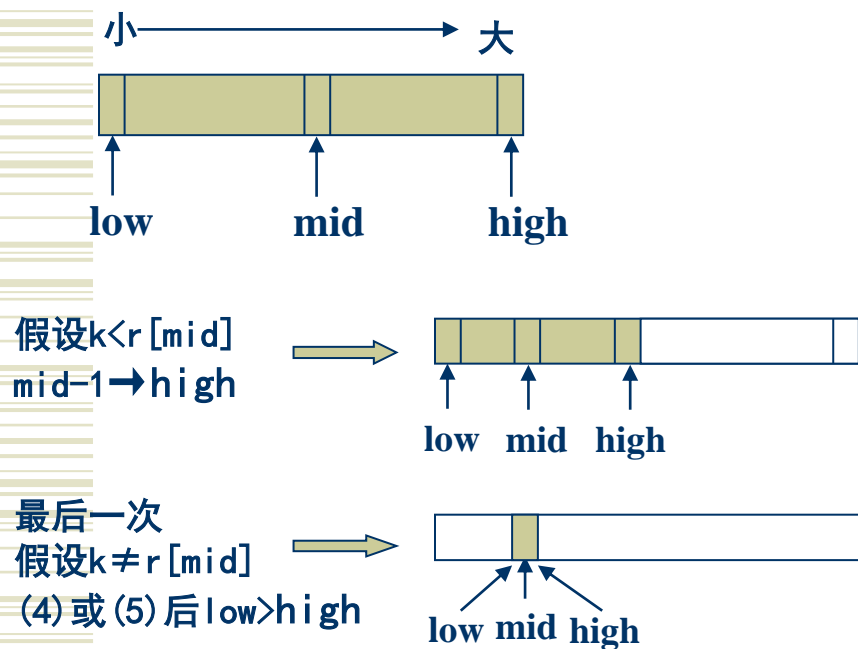 小 大
low mid high
假设k<r[mid]
mid-1→high
low mid high
最后一次
假设k≠r[mid]
(4)或(5)后low>high
low mid high